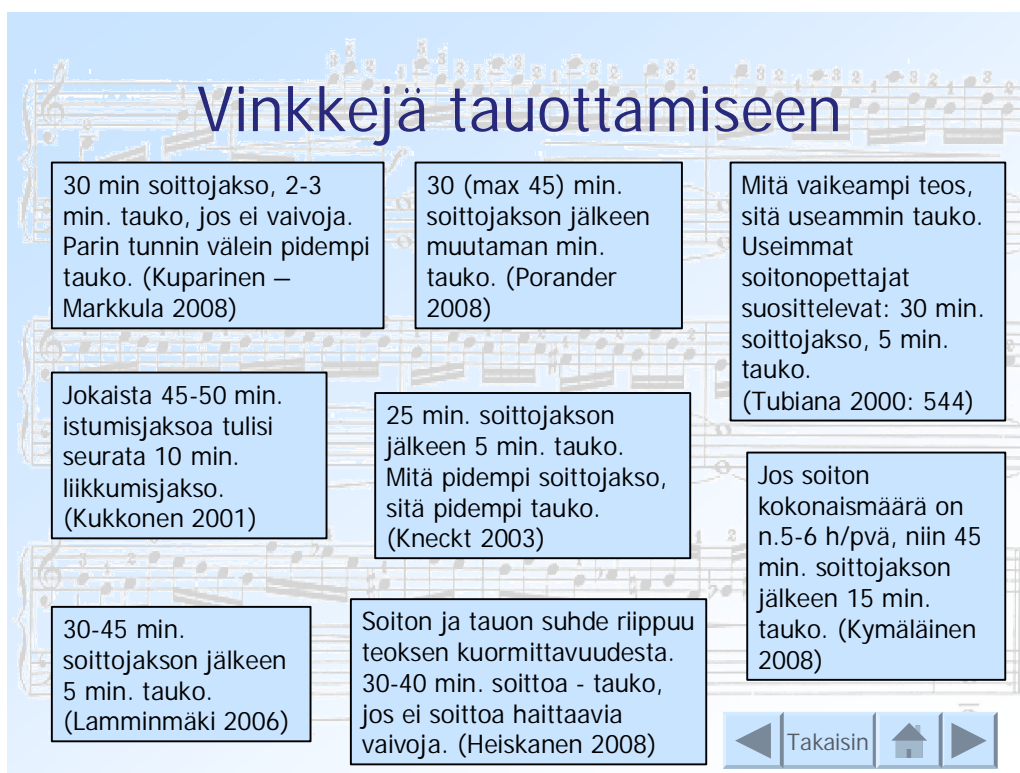 Vinkkejä tauottamiseen
30 min soittojakso, 2-3
min. tauko, jos ei vaivoja.
Parin tunnin välein pidempi
tauko. (Kuparinen –
Markkula 2008)
30 (max 45) min.
soittojakson jälkeen
muutaman min.
tauko. (Porander
2008)
Mitä vaikeampi teos,
sitä useammin tauko.
Useimmat
soitonopettajat
suosittelevat: 30 min.
soittojakso, 5 min.
tauko.
(Tubiana 2000: 544)
Jokaista 45-50 min.
istumisjaksoa tulisi
seurata 10 min.
liikkumisjakso.
(Kukkonen 2001)
25 min. soittojakson
jälkeen 5 min. tauko.
Mitä pidempi soittojakso,
sitä pidempi tauko.
(Kneckt 2003)
Jos soiton
kokonaismäärä on
n.5-6 h/pvä, niin 45
min. soittojakson
jälkeen 15 min.
tauko. (Kymäläinen
2008)
30-45 min.
soittojakson jälkeen
5 min. tauko.
(Lamminmäki 2006)
Soiton ja tauon suhde riippuu
teoksen kuormittavuudesta.
30-40 min. soittoa - tauko,
jos ei soittoa haittaavia
vaivoja. (Heiskanen 2008)
Takaisin